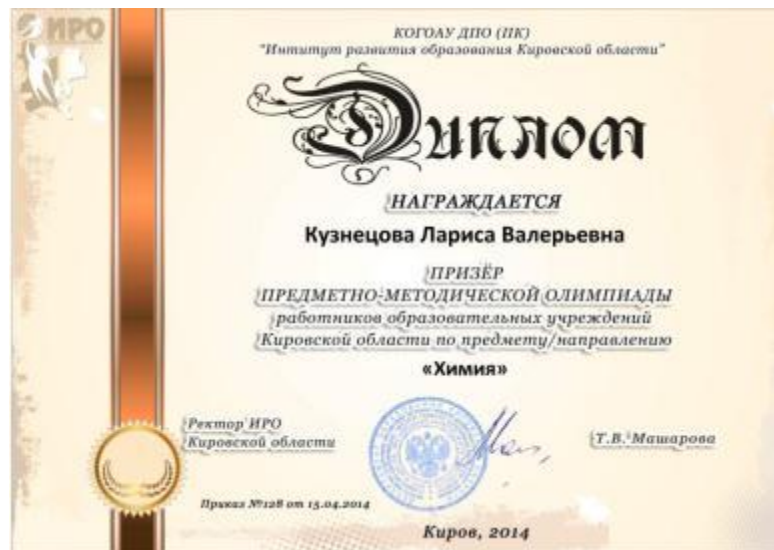 ИРО
КОГОАУ ДПО (ПК)
"Интитут развития образования Кировской области"
Диплом
НАГРАЖДАЕТСЯ
Кузнецова Лариса Валерьевна
ПРИЗЁР
ПРЕДМЕТНО-МЕТОДИЧЕСКОЙ ОЛИМПИАДЫ
работников образовательных учреждений
Кировской области по предмету/направлению
«Химия»
Ректор ИРО
Кировской области
Т.В. Машарова
Приказ №128 от 15.04.2014
Киров, 2014